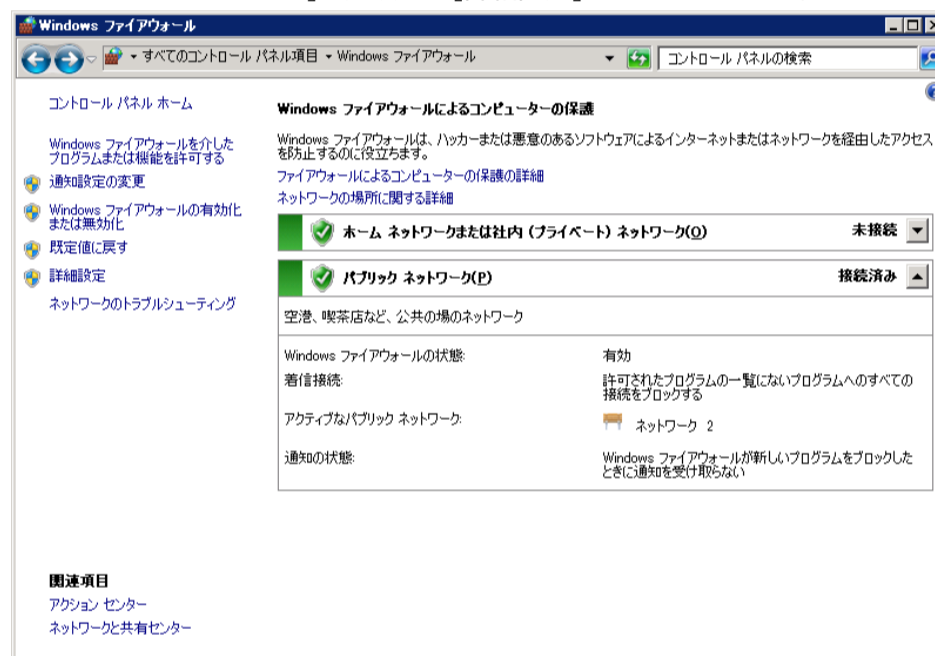 Windows ファイアウォール
すべてのコントロール パネル項目 Windows ファイアウォール
コントロール パネルの検索
コントロール パネル ホーム
Windows ファイアウォールを介した
プログラムまたは機能を許可する
通知設定の変更
Windows ファイアウォールの有効化
または無効化
既定値に戻す
詳細設定
ネットワークのトラブルシューティング
関連項目
アクション センター
ネットワークと共有センター
Windows ファイアウォールによるコンピューターの保護
Windows ファイアウォールは、ハッカーまたは悪意のあるソフトウェアによるインターネットまたはネットワークを経由したアクセス
を防止するのに役立ちます。
ファイアウォールによるコンピューターの保護の詳細
ネットワークの場所に関する詳細
ホーム ネットワークまたは社内 (プライベート) ネットワーク(O) 未接続
パブリック ネットワーク(P) 接続済み
空港、喫茶店など、公共の場のネットワーク
Windows ファイアウォールの状態: 有効
着信接続: 許可されたプログラムの一覧にないプログラムへのすべての
接続をブロックする
アクティブなパブリック ネットワーク: ネットワーク 2
通知の状態: Windows ファイアウォールが新しいプログラムをブロックした
ときに通知を受け取らない